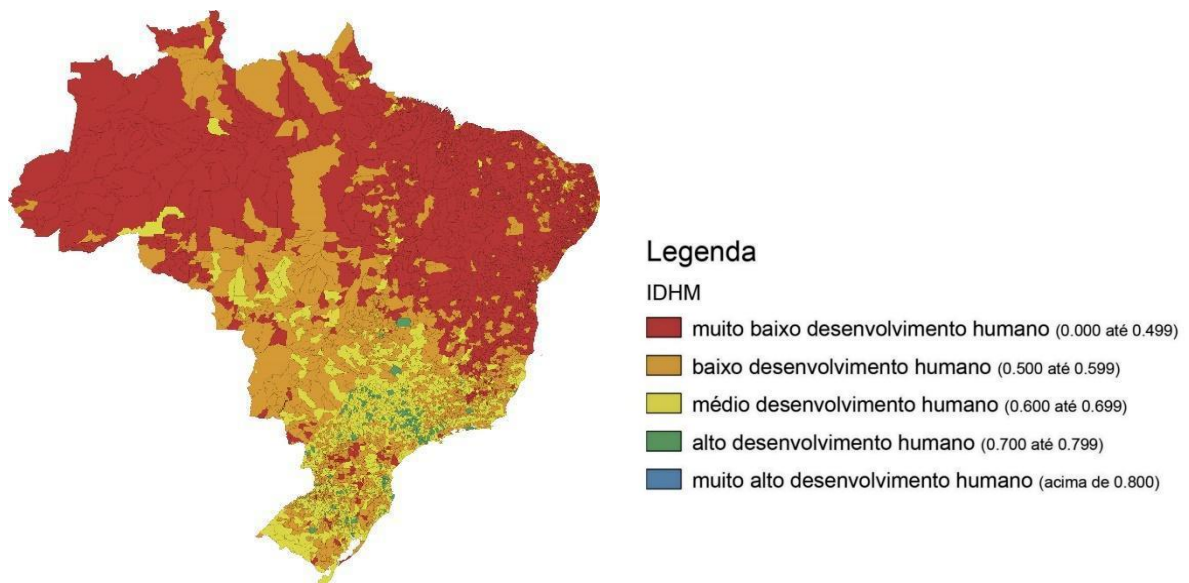 Legenda
IDHM
muito baixo desenvolvimento humano (0.000 até 0.499)
baixo desenvolvimento humano (0.500 até 0.599)
médio desenvolvimento humano (0.600 até 0.699)
alto desenvolvimento humano (0.700 até 0.799)
muito alto desenvolvimento humano (acima de 0.800)